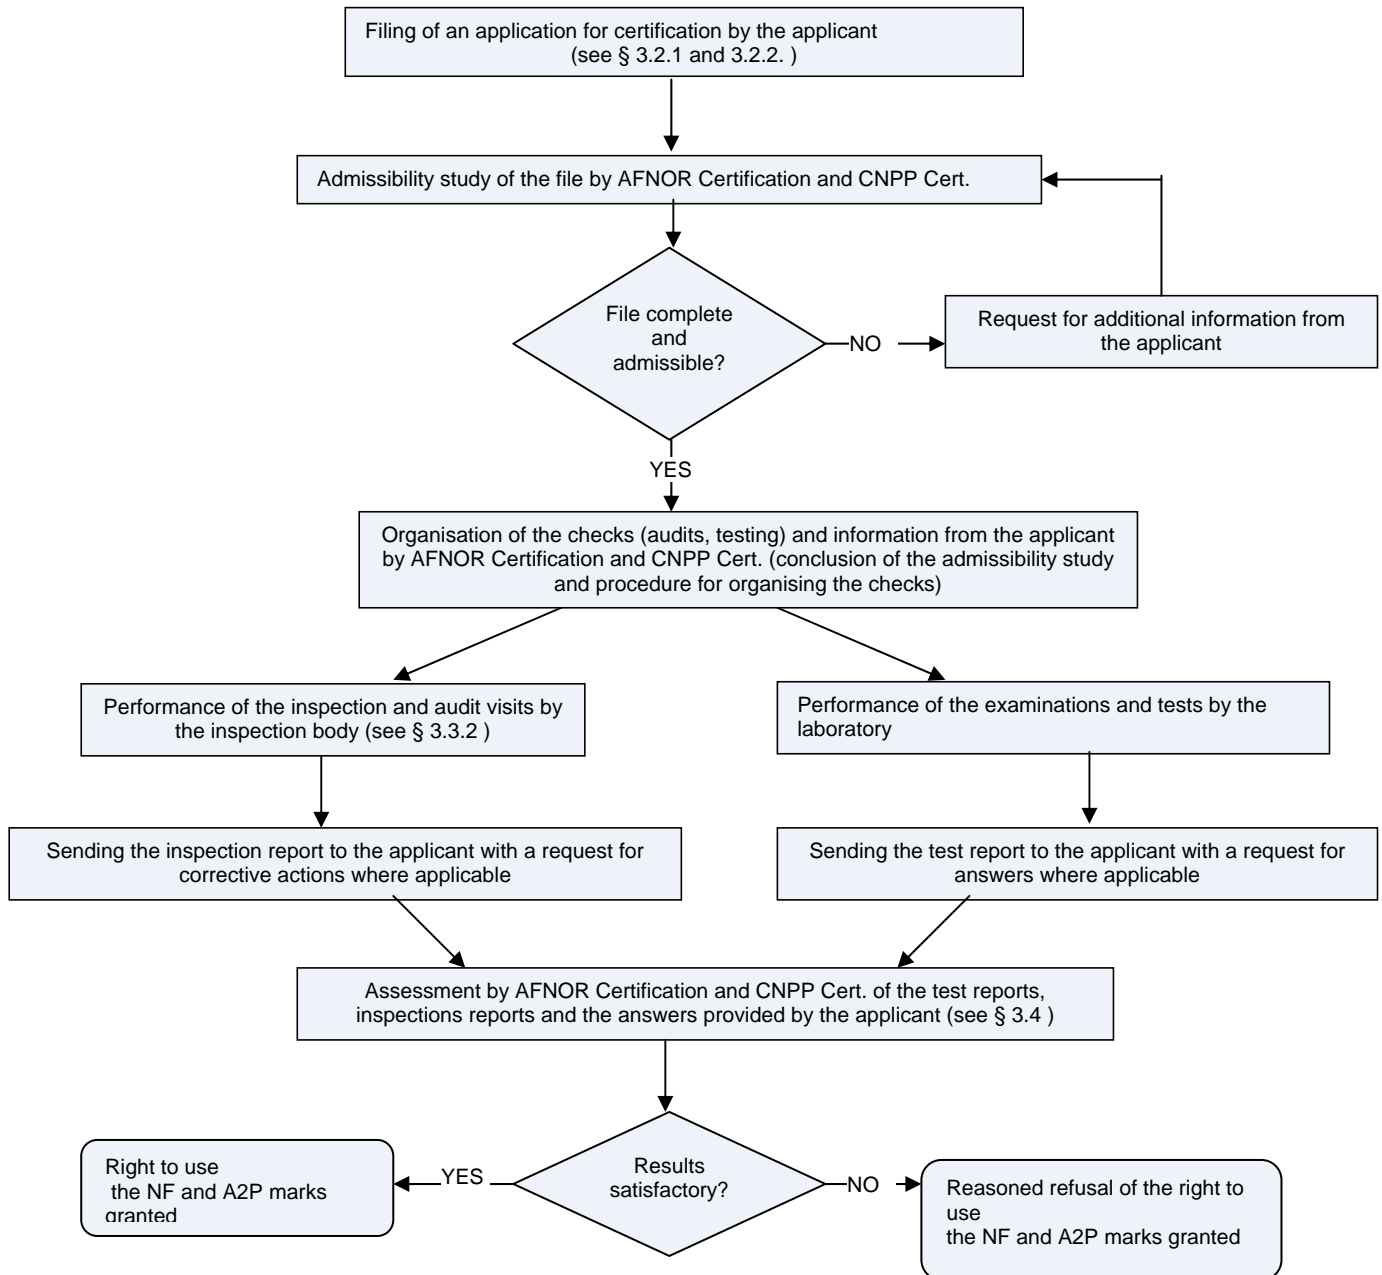 Filing of an application for certification by the applicant
(see § 3.2.1 and 3.2.2. )
Admissibility study of the file by AFNOR Certification and CNPP Cert.
File complete
and
admissible?
NO
Request for additional information from
the applicant
YES
Organisation of the checks (audits, testing) and information from the applicant
by AFNOR Certification and CNPP Cert. (conclusion of the admissibility study
and procedure for organising the checks)
Performance of the inspection and audit visits by
the inspection body (see § 3.3.2 )
Performance of the examinations and tests by the
laboratory
Sending the inspection report to the applicant with a request for
corrective actions where applicable
Sending the test report to the applicant with a request for
answers where applicable
Assessment by AFNOR Certification and CNPP Cert. of the test reports,
inspections reports and the answers provided by the applicant (see § 3.4 )
Results
satisfactory?
YES
Right to use
the NF and A2P marks
granted
NO
Reasoned refusal of the right to
use
the NF and A2P marks granted